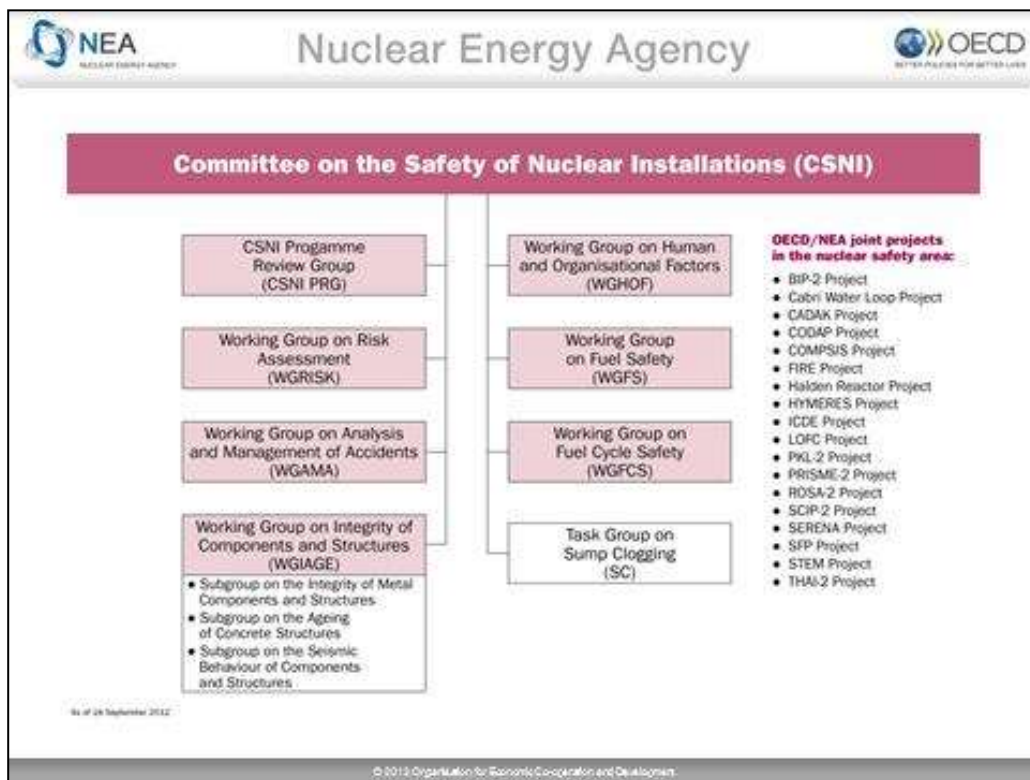 NEA
NUCLEAR ENERGY AGENCY
Nuclear Energy Agency
OECD
BETTER POLICIES FOR BETTER LIVES
Committee on the Safety of Nuclear Installations (CSNI)
CSNI Progamme
Review Group
(CSNI PRG)
Working Group on Risk
Assessment
(WGRISK)
Working Group on Analysis
and Management of Accidents
(WGAMA)
Working Group on Integrity of
Components and Structures
(WGIAGE)
● Subgroup on the Integrity of Metal
Components and Structures
● Subgroup on the Ageing
of Concrete Structures
● Subgroup on the Seismic
Behaviour of Components
and Structures
Working Group on Human
and Organisational Factors
(WGHOF)
Working Group
on Fuel Safety
(WGFS)
Working Group on
Fuel Cycle Safety
(WGFCS)
Task Group on
Sump Clogging
(SC)
OECD/NEA joint projects
in the nuclear safety area:
● BIP-2 Project
● Cabri Water Loop Project
● CADAK Project
● CODAP Project
● COMPSIS Project
● FIRE Project
● Halden Reactor Project
● HYMERES Project
● ICDE Project
● LOFC Project
● PKL-2 Project
● PRISME-2 Project
● ROSA-2 Project
● SCIP-2 Project
● SERENA Project
● SFP Project
● STEM Project
● THAI-2 Project
As of 24 September 2012
© 2013 Organisation for Economic Co-operation and Development